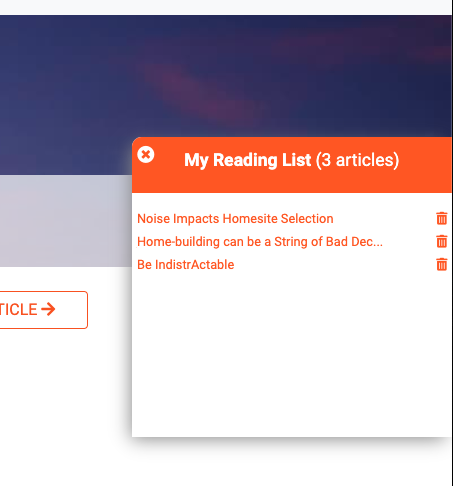 My Reading List (3 articles)
Noise Impacts Homesite Selection
Home-building can be a String of Bad Dec...
Be IndistrActable
TICLE →